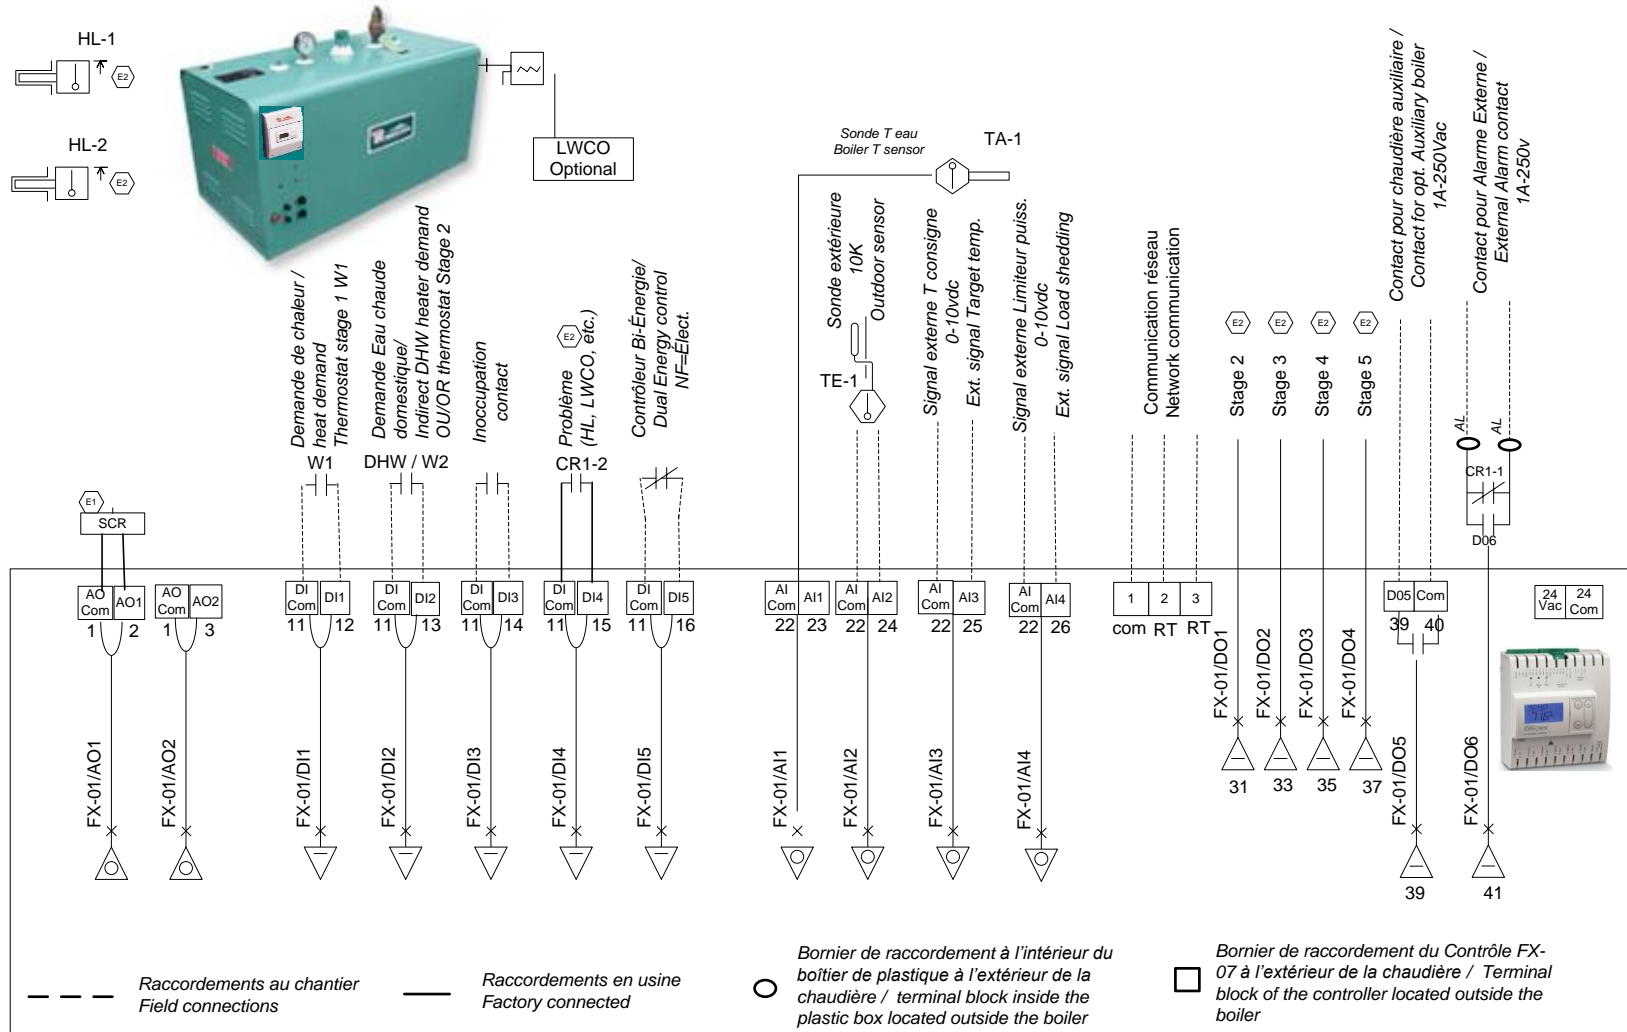 HL-1
E2
HL-2
E2
LWCO
Optional
Sonde T eau
Boiler T sensor
TA-1
Demande de chaleur /
heat demand
Thermostat stage 1 W1
W1
Demande Eau chaude
domestique/
Indirect DHW heater demand
OU/OR thermostat Stage 2
DHW / W2
Inoccupation
contact
E2
Problème
(HL, LWCO, etc.)
CR1-2
Contrôleur Bi-Énergie/
Dual Energy control
NF=Élect.
Sonde extérieure
10K
Outdoor sensor
TE-1
Signal externe T consigne
0-10vdc
Ext. signal Target temp.
Signal externe Limiteur puiss.
0-10vdc
Ext. signal Load shedding
Communication réseau
Network communication
E2
Stage 2
E2
Stage 3
E2
Stage 4
E2
Stage 5
Contact pour chaudière auxiliaire /
Contact for opt. Auxiliary boiler
1A-250Vac
Contact pour Alarme Externe /
External Alarm contact
1A-250v
AL
AL
CR1-1
D06
E1
SCR
AO Com AO1
1 2
AO Com AO2
1 3
DI Com DI1
11 12
DI Com DI2
11 13
DI Com DI3
11 14
DI Com DI4
11 15
DI Com DI5
11 16
AI Com AI1
22 23
AI Com AI2
22 24
AI Com AI3
22 25
AI Com AI4
22 26
1 2 3
com RT RT
D05 Com
39 40
24 Vac 24 Com
FX-01/AO1
FX-01/AO2
FX-01/DI1
FX-01/DI2
FX-01/DI3
FX-01/DI4
FX-01/DI5
FX-01/AI1
FX-01/AI2
FX-01/AI3
FX-01/AI4
FX-01/DO1
31
FX-01/DO2
33
FX-01/DO3
35
FX-01/DO4
37
FX-01/DO5
39
FX-01/DO6
41
Raccordements au chantier
Field connections
Raccordements en usine
Factory connected
Bornier de raccordement à l'intérieur du
boîtier de plastique à l'extérieur de la
chaudière / terminal block inside the
plastic box located outside the boiler
Bornier de raccordement du Contrôle FX-
07 à l'extérieur de la chaudière / Terminal
block of the controller located outside the
boiler